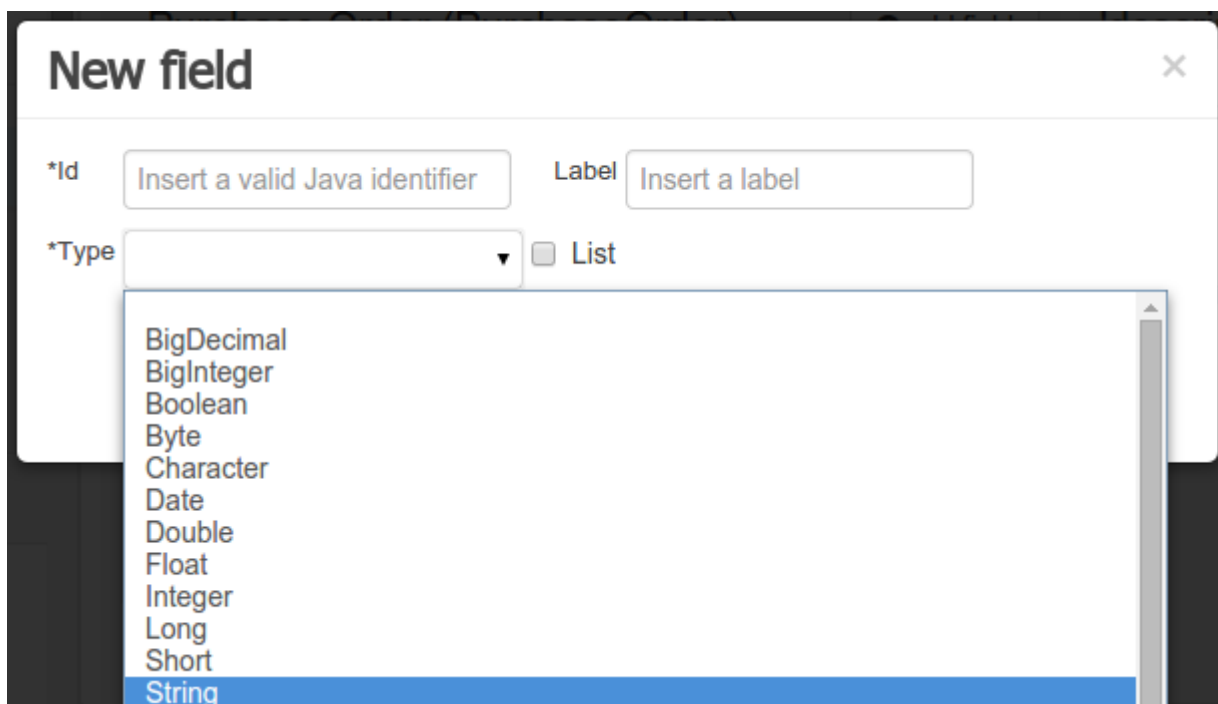 New field
×
*Id Insert a valid Java identifier Label Insert a label
*Type List
BigDecimal
BigInteger
Boolean
Byte
Character
Date
Double
Float
Integer
Long
Short
String